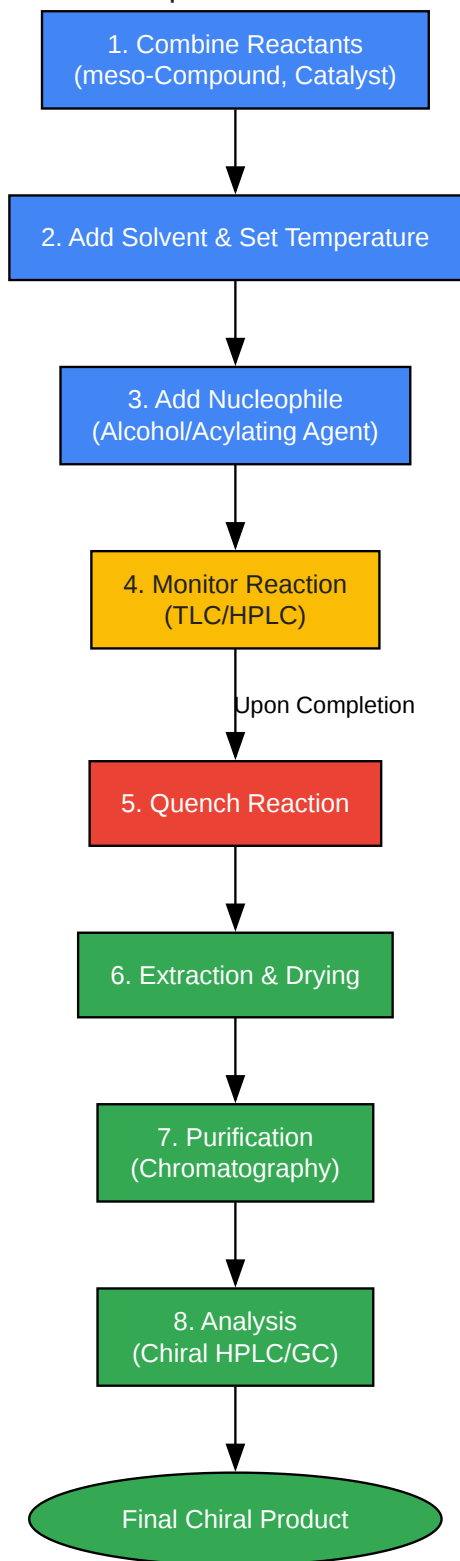 1. Combine Reactants
(meso-Compound, Catalyst)
2. Add Solvent & Set Temperature
3. Add Nucleophile
(Alcohol/Acylating Agent)
4. Monitor Reaction
(TLC/HPLC)
Upon Completion
5. Quench Reaction
6. Extraction & Drying
7. Purification
(Chromatography)
8. Analysis
(Chiral HPLC/GC)
Final Chiral Product